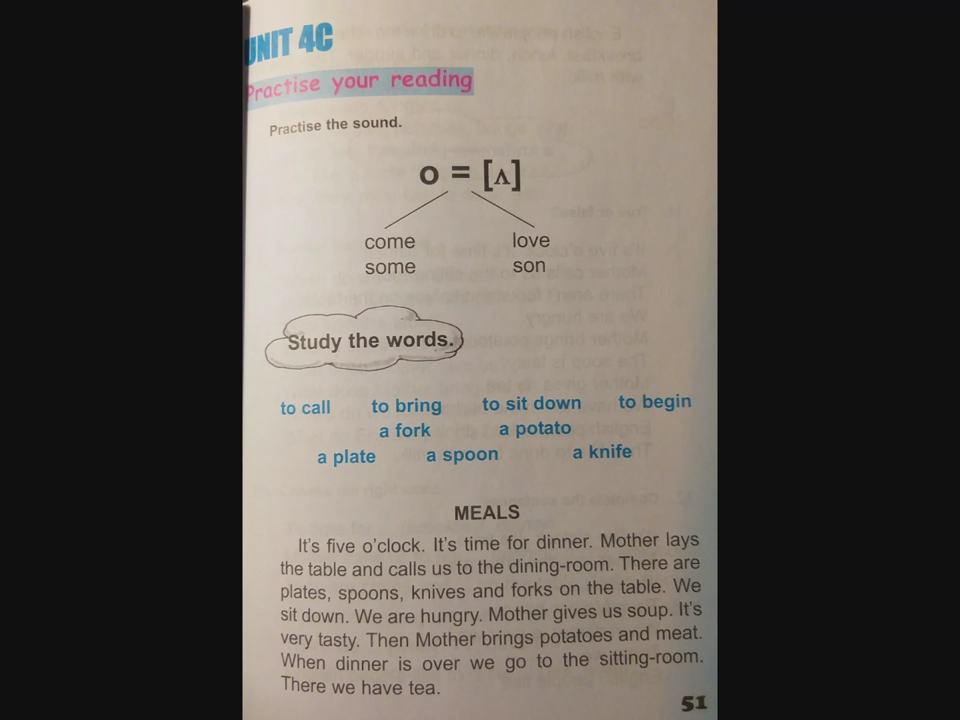 UNIT 4C
Practise your reading
Practise the sound.
o = [ʌ]
come love
some son
Study the words.
to call to bring to sit down to begin
a fork a potato
a plate a spoon a knife
MEALS
It's five o'clock. It's time for dinner. Mother lays
the table and calls us to the dining-room. There are
plates, spoons, knives and forks on the table. We
sit down. We are hungry. Mother gives us soup. It's
very tasty. Then Mother brings potatoes and meat.
When dinner is over we go to the sitting-room.
There we have tea.
51